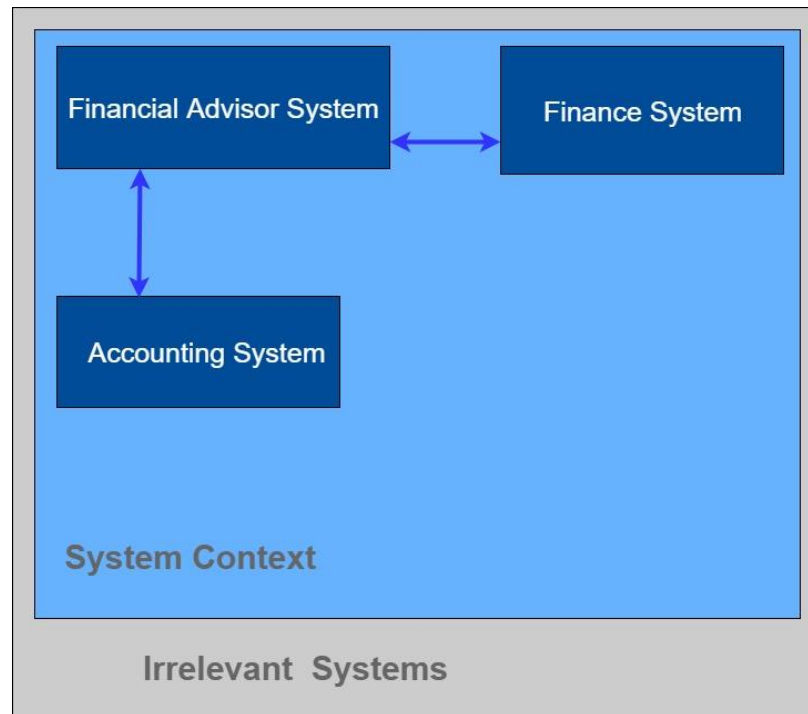 Financial Advisor System
Finance System
Accounting System
System Context
Irrelevant  Systems